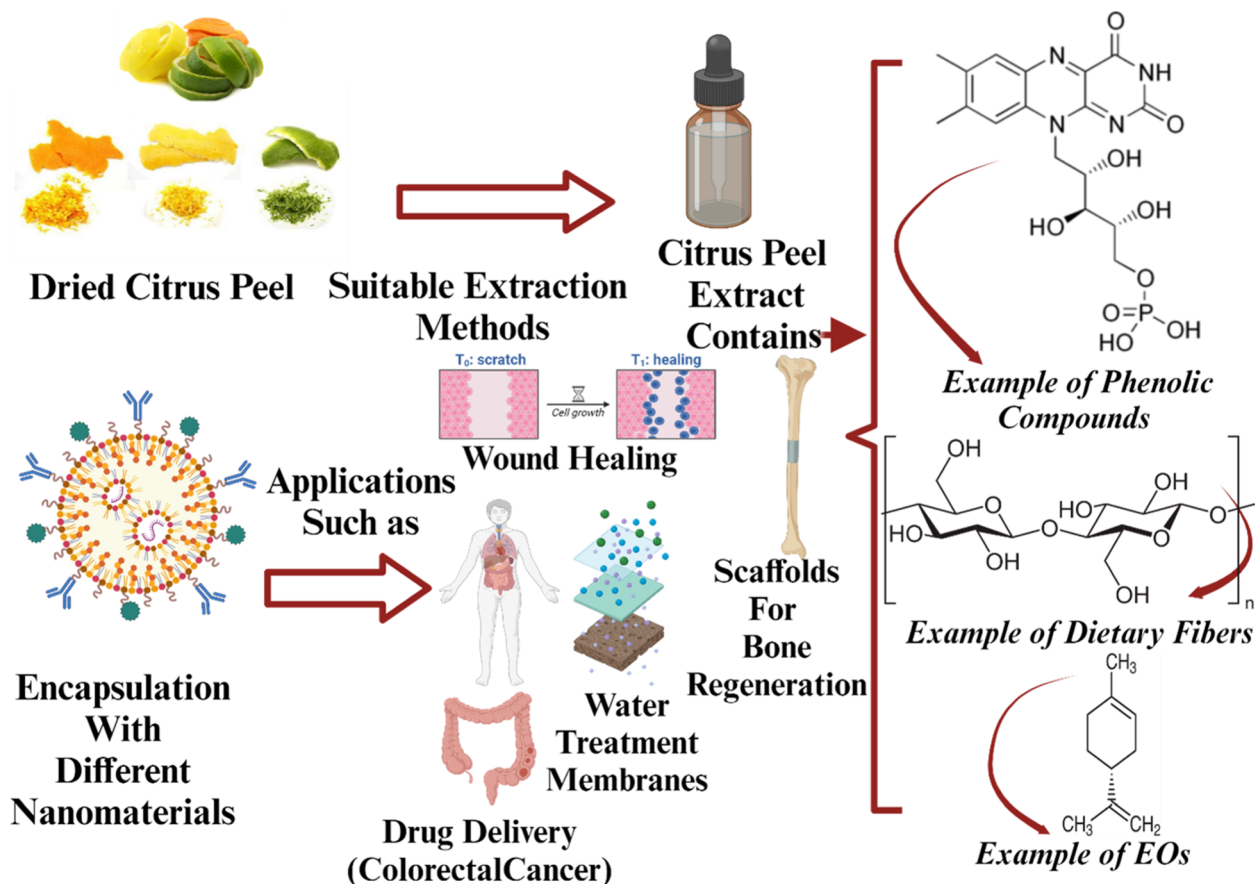 Dried Citrus Peel
Suitable Extraction
Methods
Citrus Peel
Extract
Contains
N
O
NH
N
N
O
OH
HO
OH
O
O=P
HO
OH
Example of Phenolic
Compounds
T₀: scratch
Cell growth
T₁: healing
Wound Healing
Encapsulation
With
Different
Nanomaterials
Applications
Such as
Drug Delivery
(ColorectalCancer)
Water
Treatment
Membranes
Scaffolds
For
Bone
Regeneration
OH
O
HO
HO
OH
O
HO
OH
O
O
OH
n
Example of Dietary Fibers
CH₃
CH₃
CH₂
Example of EOs